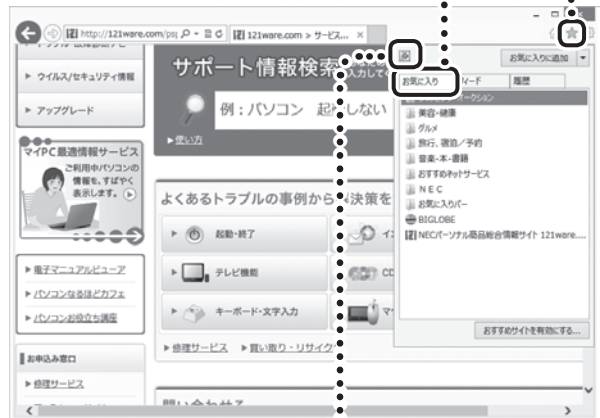 http://121ware.com/psp
121ware.com > サービス...
お気に入りに追加
お気に入り
履歴
ウイルス/セキュリティ情報
アップグレード
サポート情報検索
例：パソコン 起動しない
使い方
美容-健康
グルメ
旅行、宿泊／予約
音楽-本-書籍
おすすめネットサービス
NEC
お気に入りバー
BIGLOBE
NECパーソナル商品総合情報サイト 121ware....
おすすめサイトを有効にする...
マイPC最適情報サービス
ご利用中パソコンの
情報を、すばやく
表示します。
よくあるトラブルの事例から解決策を
起動・終了
テレビ機能
CD
キーボード・文字入力
修理サービス
買い取り・リサイク
電子マニュアルビューア
パソコンなるほどカフェ
パソコンお役立ち講座
お申込み窓口
修理サービス